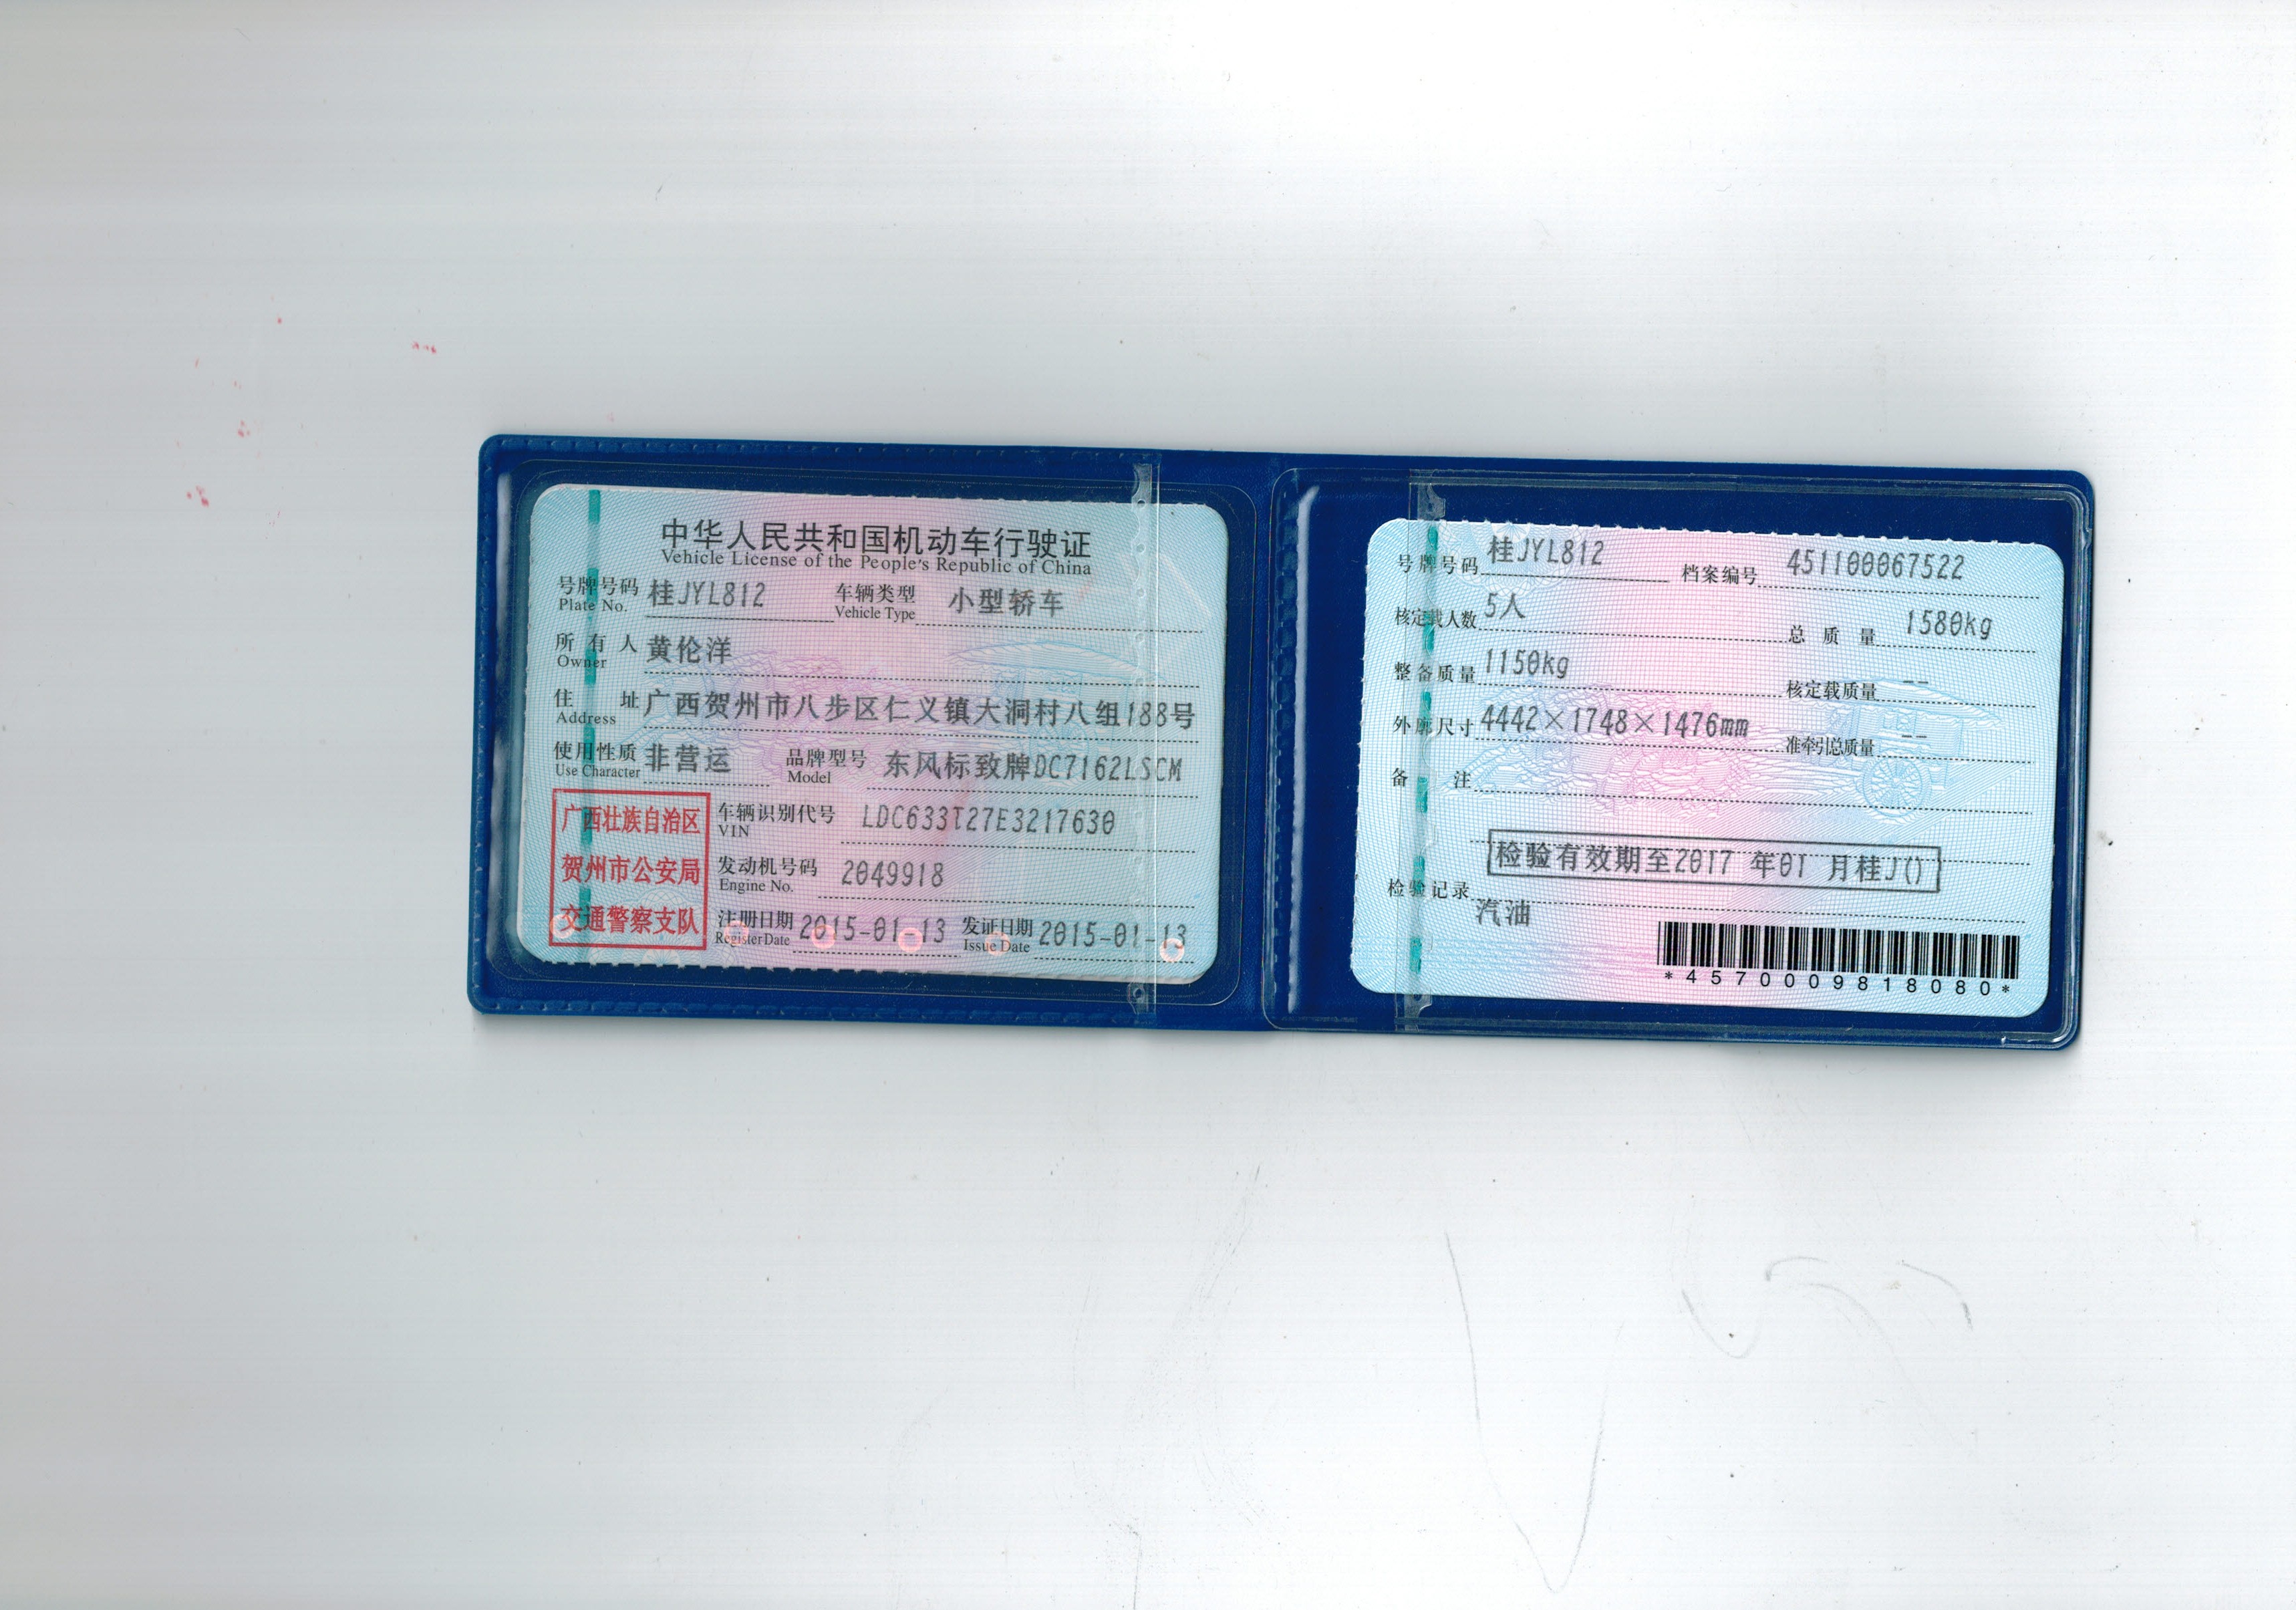 中华人民共和国机动车行驶证
Vehicle License of the People's Republic of China
号牌号码 桂JYL812 车辆类型 小型轿车
Plate No. Vehicle Type
所有人 黄伦洋
Owner
住址 广西贺州市八步区仁义镇大洞村八组188号
Address
使用性质 非营运 品牌型号 东风标致牌DC7162LSCM
Use Character Model
广西壮族自治区
贺州市公安局
交通警察支队
车辆识别代号 LDC633T27E3217630
VIN
发动机号码 2049918
Engine No.
注册日期 2015-01-13 发证日期 2015-01-13
Register Date Issue Date
号牌号码 桂JYL812 档案编号 451100067522
核定载人数 5人 总质量 1580kg
整备质量 1150kg 核定载质量 --
外廓尺寸 4442×1748×1476mm 准牵引总质量 --
备注
检验有效期至2017 年01 月桂J()
检验记录
汽油
*4570009818080*